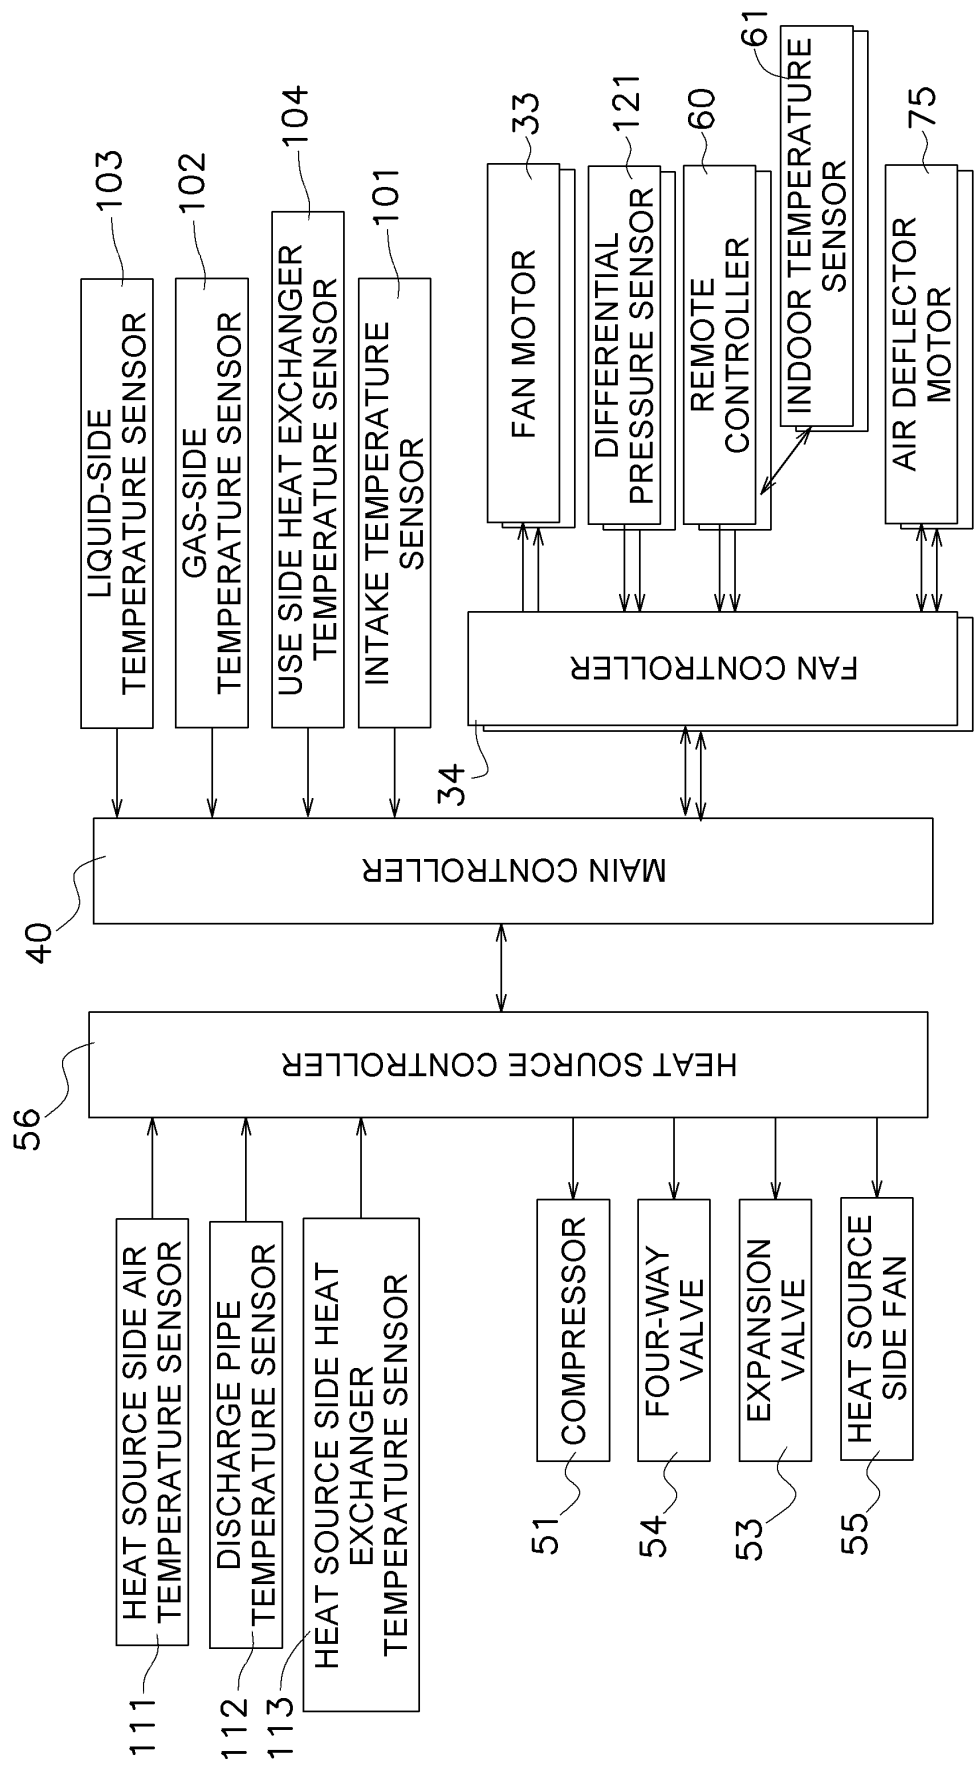 111
HEAT SOURCE SIDE AIR
TEMPERATURE SENSOR
112
DISCHARGE PIPE
TEMPERATURE SENSOR
113
HEAT SOURCE SIDE HEAT
EXCHANGER
TEMPERATURE SENSOR
51
COMPRESSOR
54
FOUR-WAY
VALVE
53
EXPANSION
VALVE
55
HEAT SOURCE
SIDE FAN
56
HEAT SOURCE CONTROLLER
40
MAIN CONTROLLER
103
LIQUID-SIDE
TEMPERATURE SENSOR
102
GAS-SIDE
TEMPERATURE SENSOR
104
USE SIDE HEAT EXCHANGER
TEMPERATURE SENSOR
101
INTAKE TEMPERATURE
SENSOR
34
FAN CONTROLLER
33
FAN MOTOR
121
DIFFERENTIAL
PRESSURE SENSOR
60
REMOTE
CONTROLLER
61
INDOOR TEMPERATURE
SENSOR
75
AIR DEFLECTOR
MOTOR